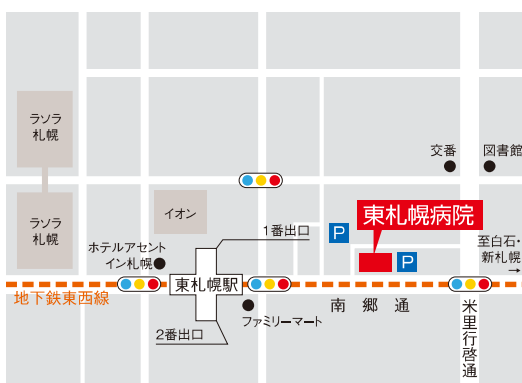 ラソラ
札幌
交番
図書館
ラソラ
札幌
イオン
東札幌病院
P
1番出口
至白石・
新札幌
ホテルアセント
イン札幌
P
東札幌駅
地下鉄東西線
南郷通
ファミリーマート
2番出口
米里行啓通